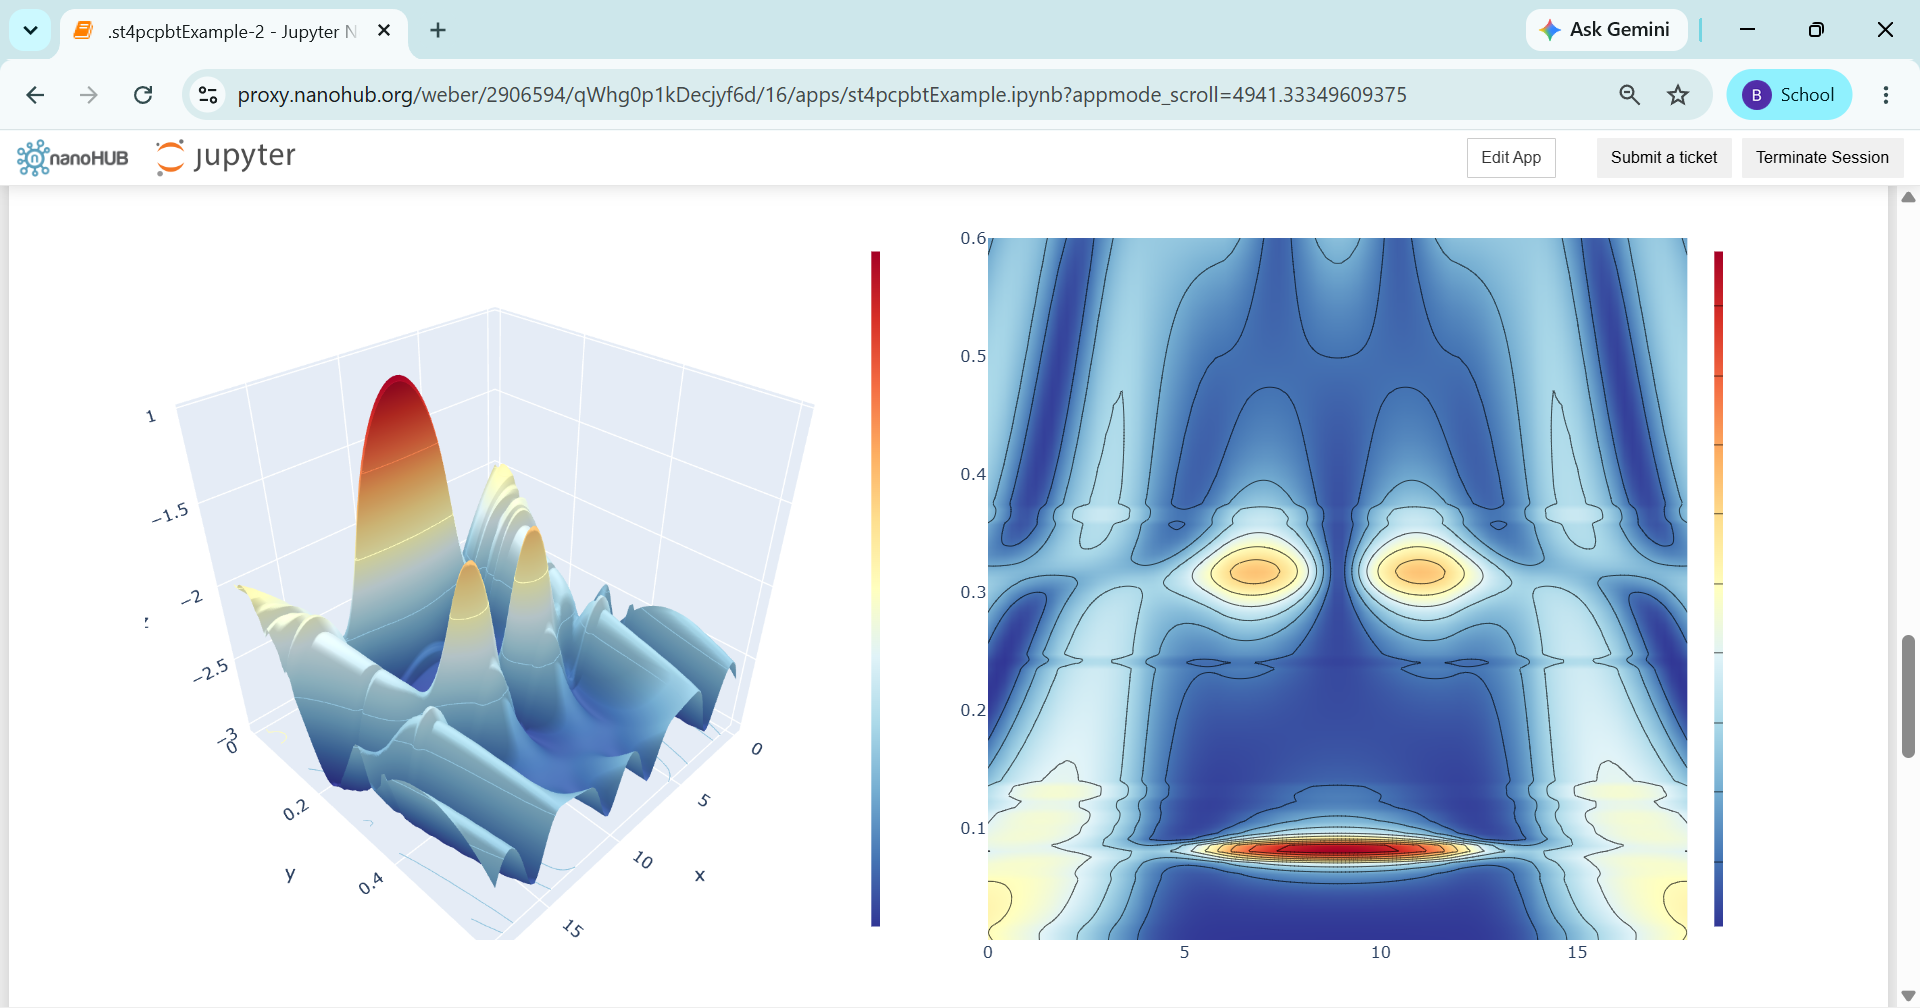 .st4pcpbtExample-2 - Jupyter N
Ask Gemini
proxy.nanohub.org/weber/2906594/qWhg0p1kDecjyf6d/16/apps/st4pcpbtExample.ipynb?appmode_scroll=4941.33349609375
B School
nanoHUB
jupyter
Edit App
Submit a ticket
Terminate Session
1
−1.5
−2
−2.5
−3
0
0.2
0.4
y
0
5
10
15
x
0.6
0.5
0.4
0.3
0.2
0.1
0
5
10
15